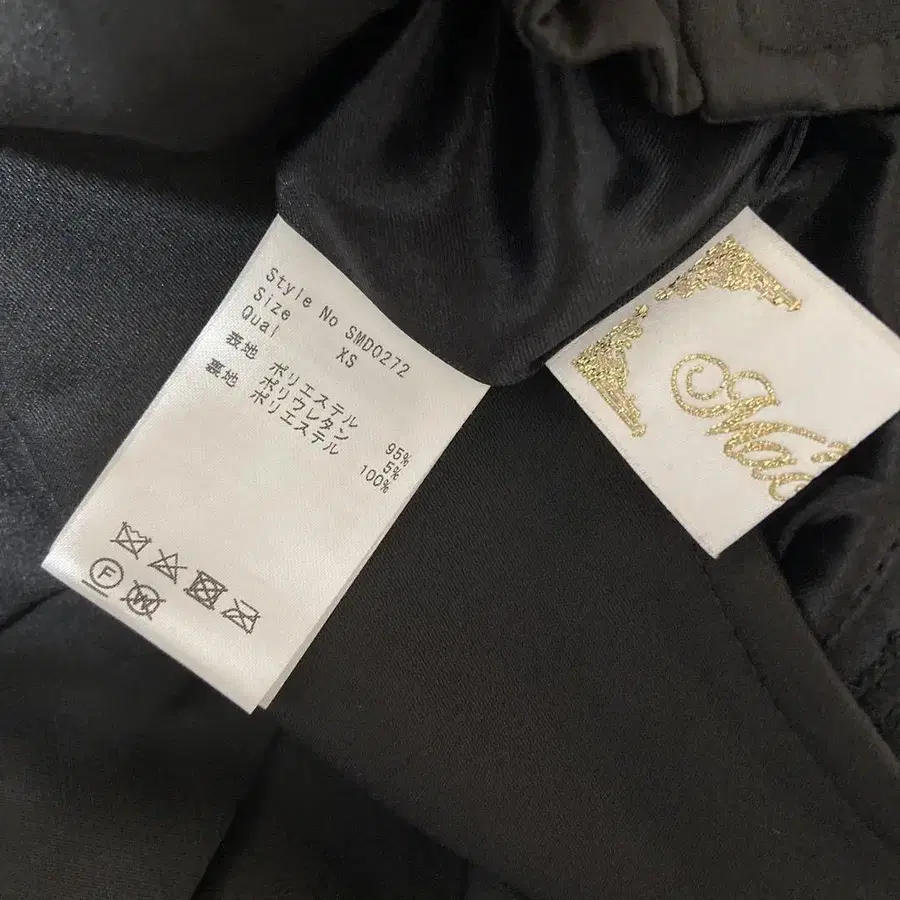 Style No SMD0272
Size XS
Qual
表地 ポリエステル 95%
ポリウレタン 5%
裏地 ポリエステル 100%
F
W